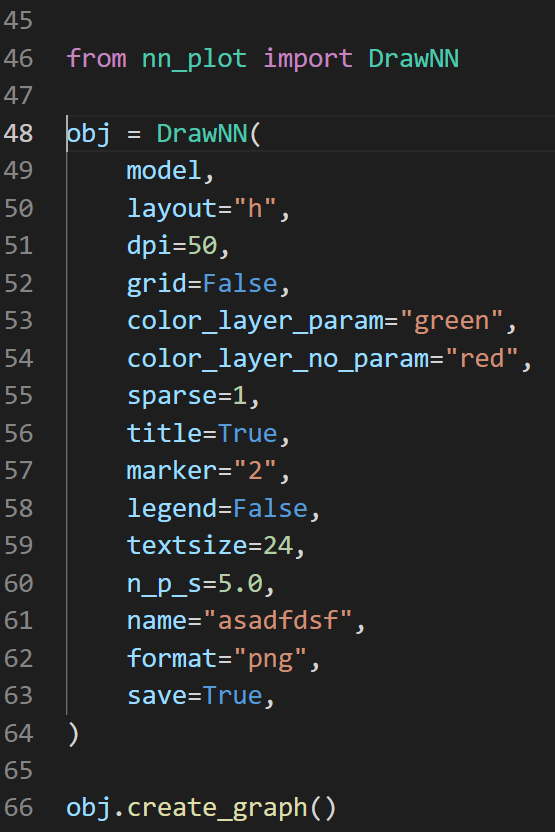 45
46 from nn_plot import DrawNN
47
48 obj = DrawNN(
49     model,
50     layout="h",
51     dpi=50,
52     grid=False,
53     color_layer_param="green",
54     color_layer_no_param="red",
55     sparse=1,
56     title=True,
57     marker="2",
58     legend=False,
59     textsize=24,
60     n_p_s=5.0,
61     name="asadfdsf",
62     format="png",
63     save=True,
64 )
65
66 obj.create_graph()